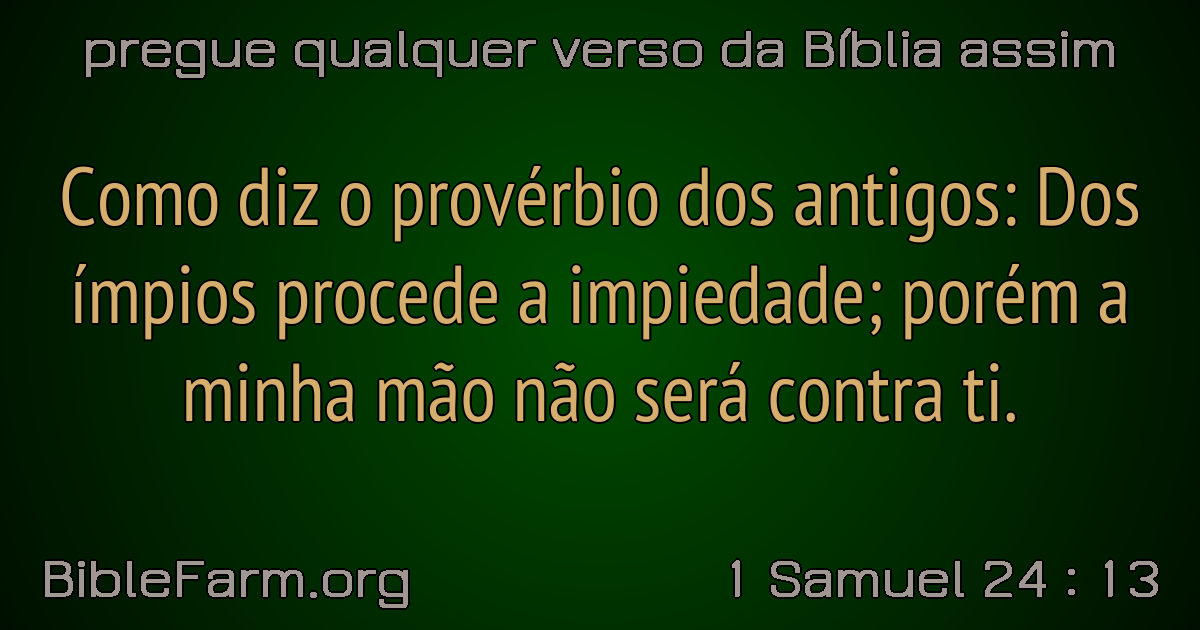 pregue qualquer verso da Bíblia assim
Como diz o provérbio dos antigos: Dos
ímpios procede a impiedade; porém a
minha mão não será contra ti.
BibleFarm.org
1 Samuel 24 : 13